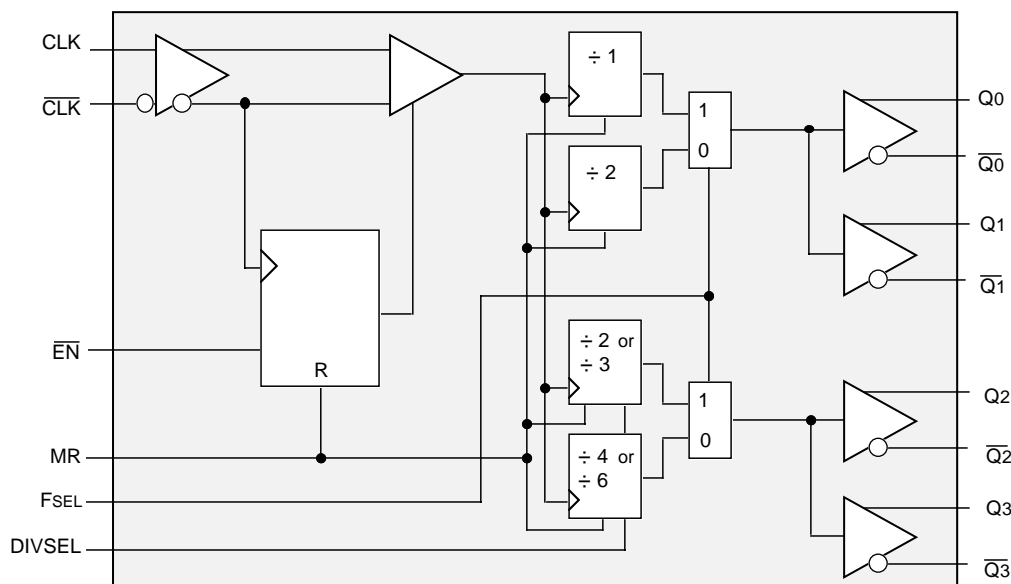 CLK
CLK
EN
R
MR
FSEL
DIVSEL
÷ 1
÷ 2
÷ 2 or
÷ 3
÷ 4 or
÷ 6
1
0
1
0
Q0
Q0
Q1
Q1
Q2
Q2
Q3
Q3